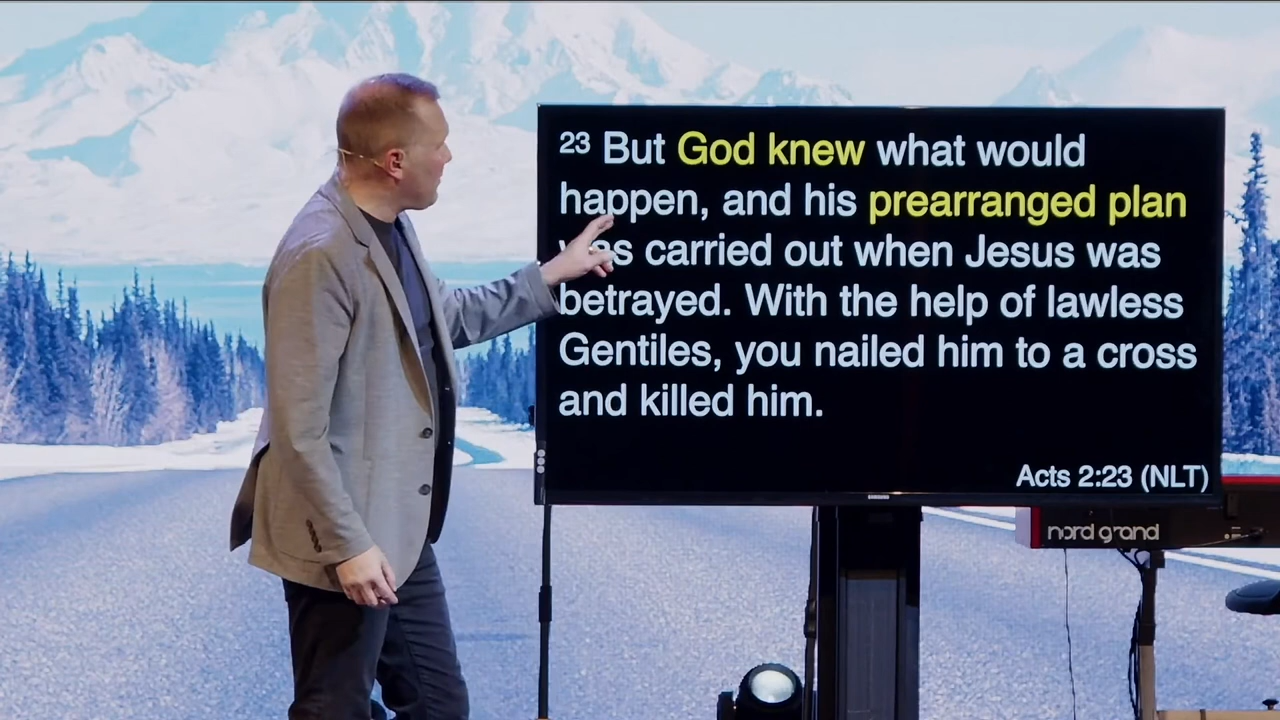 23 But God knew what would
happen, and his prearranged plan
was carried out when Jesus was
betrayed. With the help of lawless
Gentiles, you nailed him to a cross
and killed him.
Acts 2:23 (NLT)
nord grand